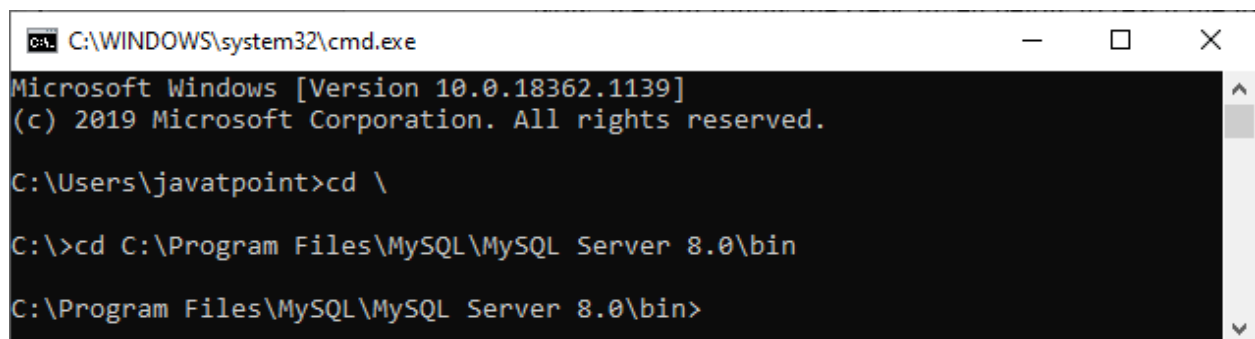 C:\WINDOWS\system32\cmd.exe
Microsoft Windows [Version 10.0.18362.1139]
(c) 2019 Microsoft Corporation. All rights reserved.
C:\Users\javatpoint>cd \
C:\>cd C:\Program Files\MySQL\MySQL Server 8.0\bin
C:\Program Files\MySQL\MySQL Server 8.0\bin>